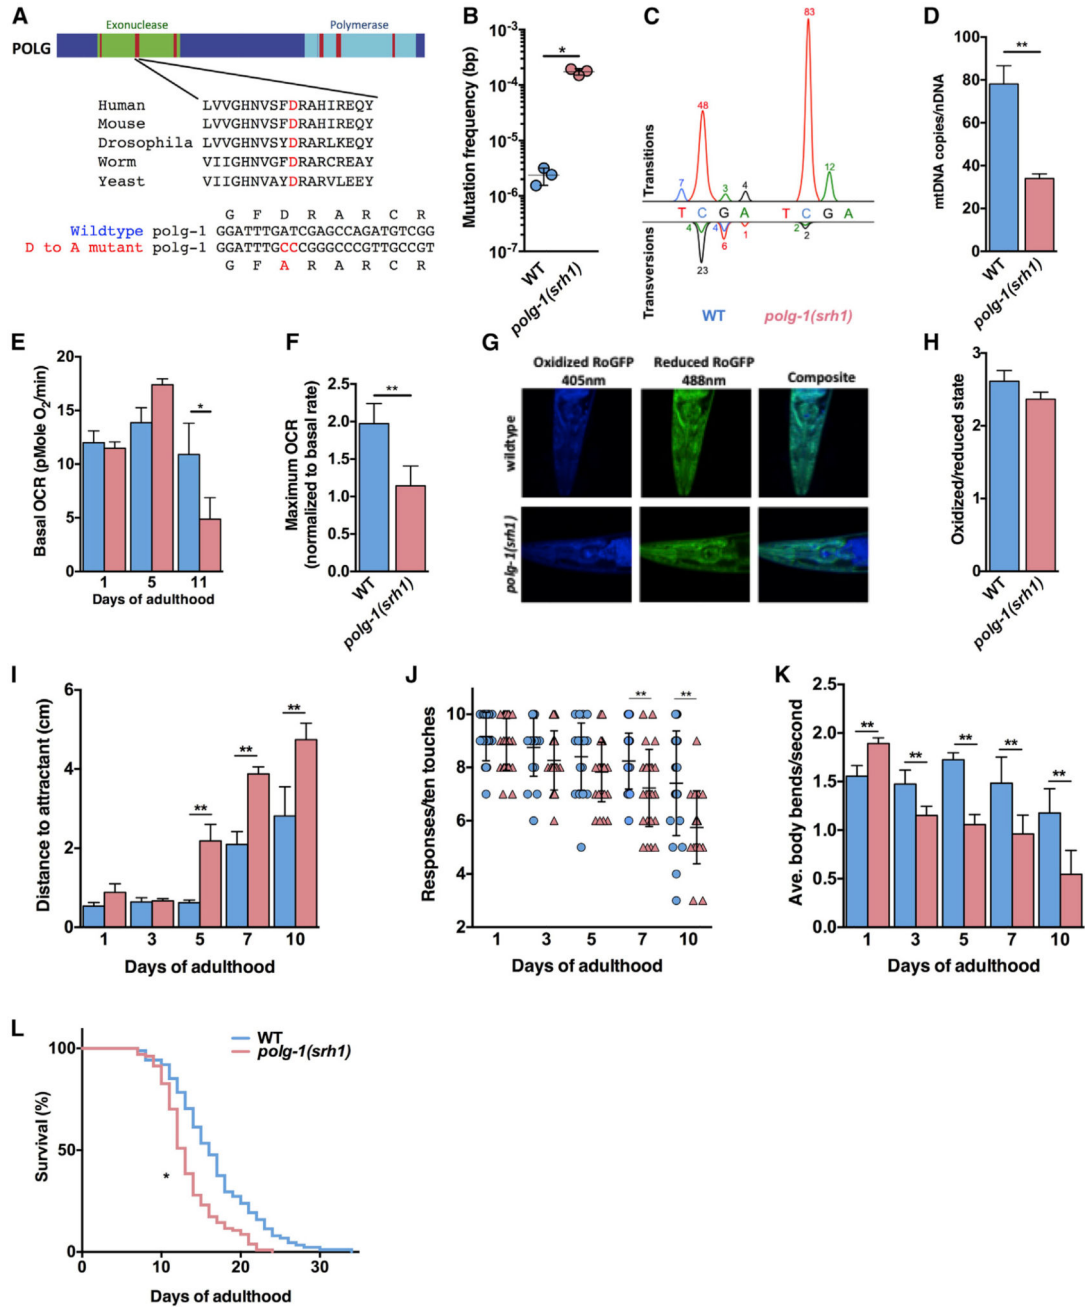 A
Exonuclease
Polymerase
POLG
Human LVVGHNVSFDRAHIREQY
Mouse LVVGHNVSFDRAHIREQY
Drosophila LVVGHNVSYDRARLKEQY
Worm VIIGHNVGFDRARCREAY
Yeast VIIGHNVAYDRARVLEEY
G F D R A R C R
Wildtype polg-1 GGATTTGATCGAGCCAGATGTCGG
D to A mutant polg-1 GGATTTGCCCGGGCCCGTTGCCGT
G F A R A R C R
B
Mutation frequency (bp)
10-3
10-4
10-5
10-6
10-7
*
WT
polg-1(srh1)
C
Transitions
Transversions
7
48
3
4
83
12
T C G A T C G A
4
23
4
6
1
2
2
WT
polg-1(srh1)
D
mtDNA copies/nDNA
100
80
60
40
20
0
**
WT
polg-1(srh1)
E
Basal OCR (pMole O2/min)
20
15
10
5
0
*
1 5 11
Days of adulthood
F
Maximum OCR
(normalized to basal rate)
2.5
2.0
1.5
1.0
0.5
0.0
**
WT
polg-1(srh1)
G
Oxidized RoGFP
405nm
Reduced RoGFP
488nm
Composite
wildtype
polg-1(srh1)
H
Oxidized/reduced state
3
2
1
0
WT
polg-1(srh1)
I
Distance to attractant (cm)
6
4
2
0
**
**
**
1 3 5 7 10
Days of adulthood
J
Responses/ten touches
10
8
6
4
2
**
**
1 3 5 7 10
Days of adulthood
K
Ave. body bends/second
2.5
2.0
1.5
1.0
0.5
0.0
**
**
**
**
**
1 3 5 7 10
Days of adulthood
L
WT
polg-1(srh1)
Survival (%)
100
50
0
*
0 10 20 30
Days of adulthood